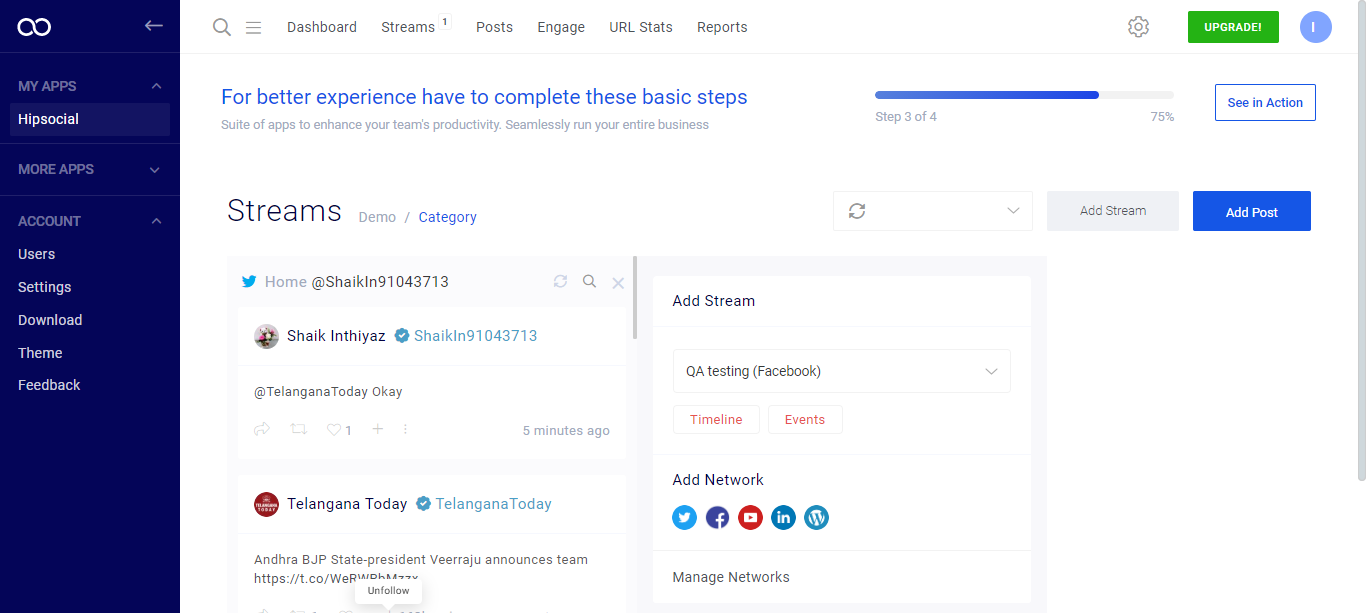 Dashboard
Streams 1
Posts
Engage
URL Stats
Reports
UPGRADE!
I
MY APPS
Hipsocial
MORE APPS
ACCOUNT
Users
Settings
Download
Theme
Feedback
For better experience have to complete these basic steps
Suite of apps to enhance your team's productivity. Seamlessly run your entire business
Step 3 of 4
75%
See in Action
Streams
Demo / Category
Add Stream
Add Post
Home @ShaikIn91043713
Shaik Inthiyaz ShaikIn91043713
@TelanganaToday Okay
1
5 minutes ago
Telangana Today TelanganaToday
Andhra BJP State-president Veerraju announces team
Unfollow
Add Stream
QA testing (Facebook)
Timeline
Events
Add Network
Manage Networks